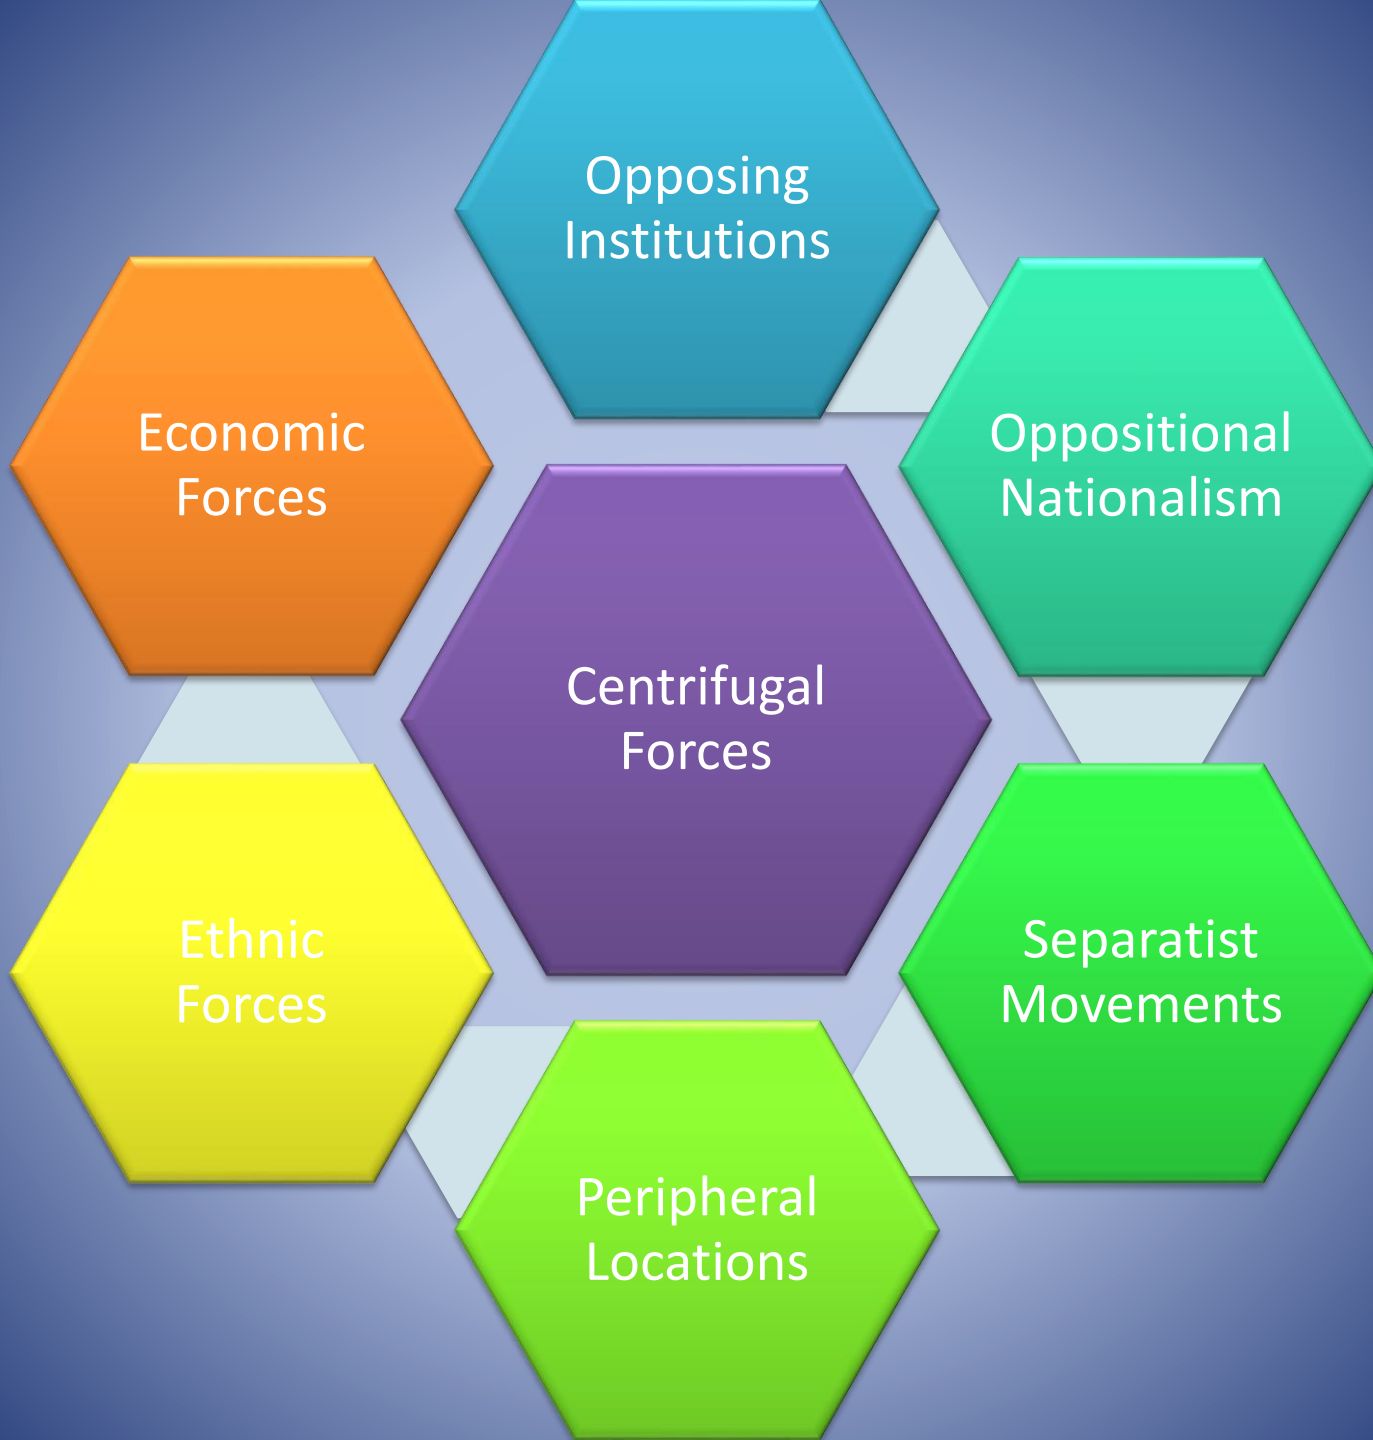 Opposing
Institutions
Oppositional
Nationalism
Separatist
Movements
Peripheral
Locations
Ethnic
Forces
Economic
Forces
Centrifugal
Forces